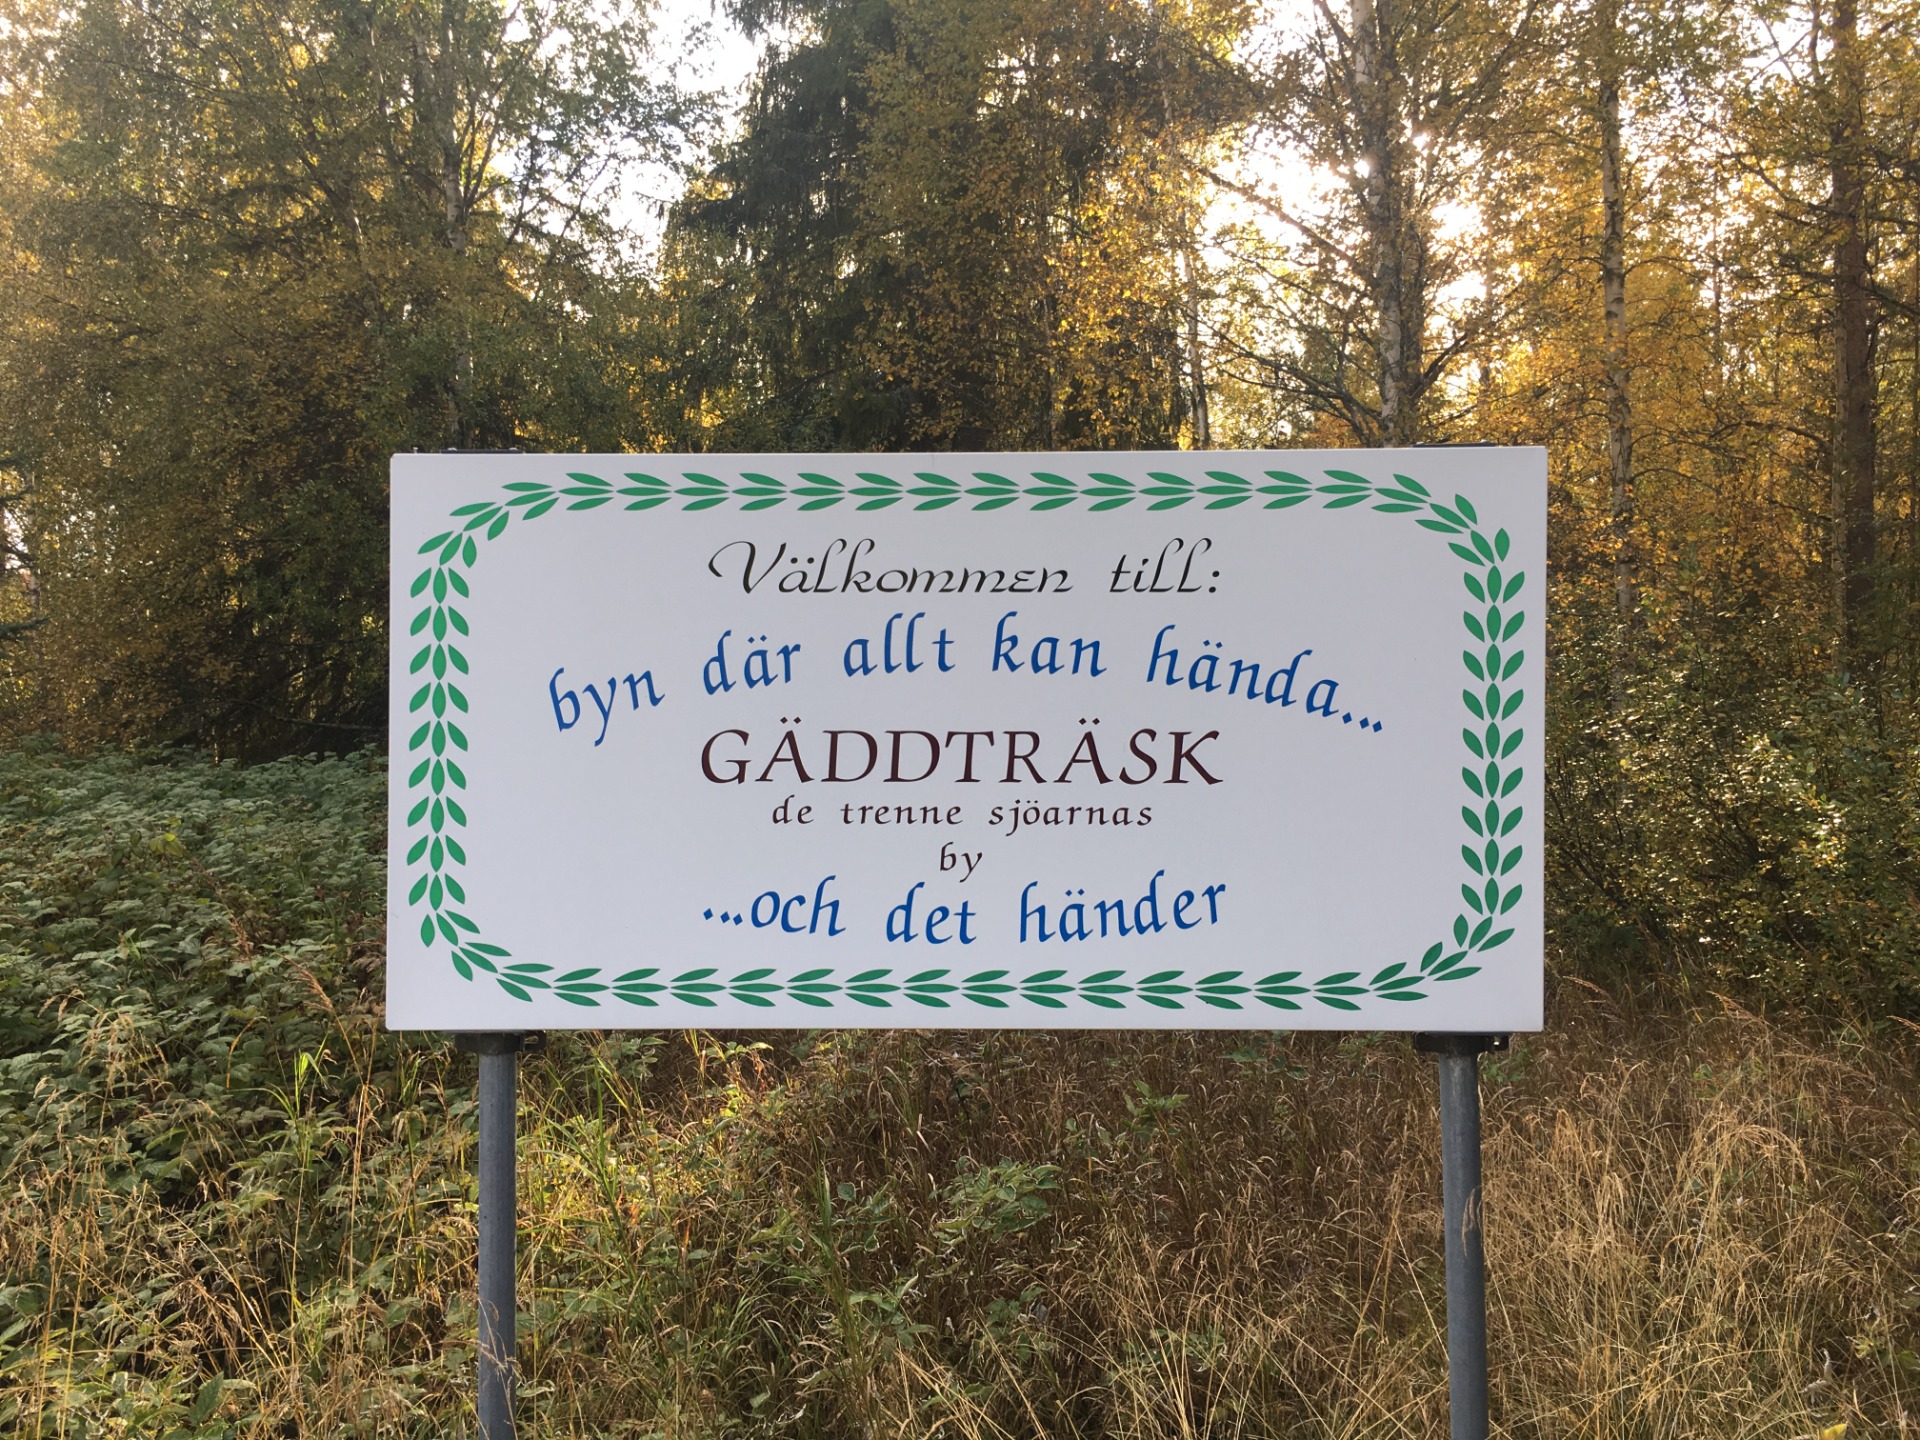 Välkommen till:
byn där allt kan hända...
GÄDDTRÄSK
de trenne sjöarnas
by
...och det händer